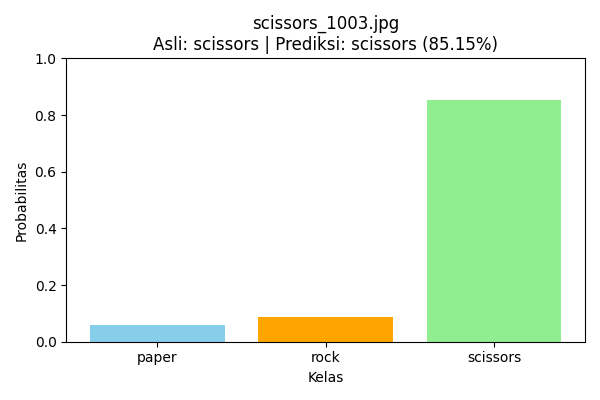 scissors_1003.jpg
Asli: scissors | Prediksi: scissors (85.15%)
1.0
0.8
0.6
0.4
0.2
0.0
Probabilitas
paper
rock
scissors
Kelas